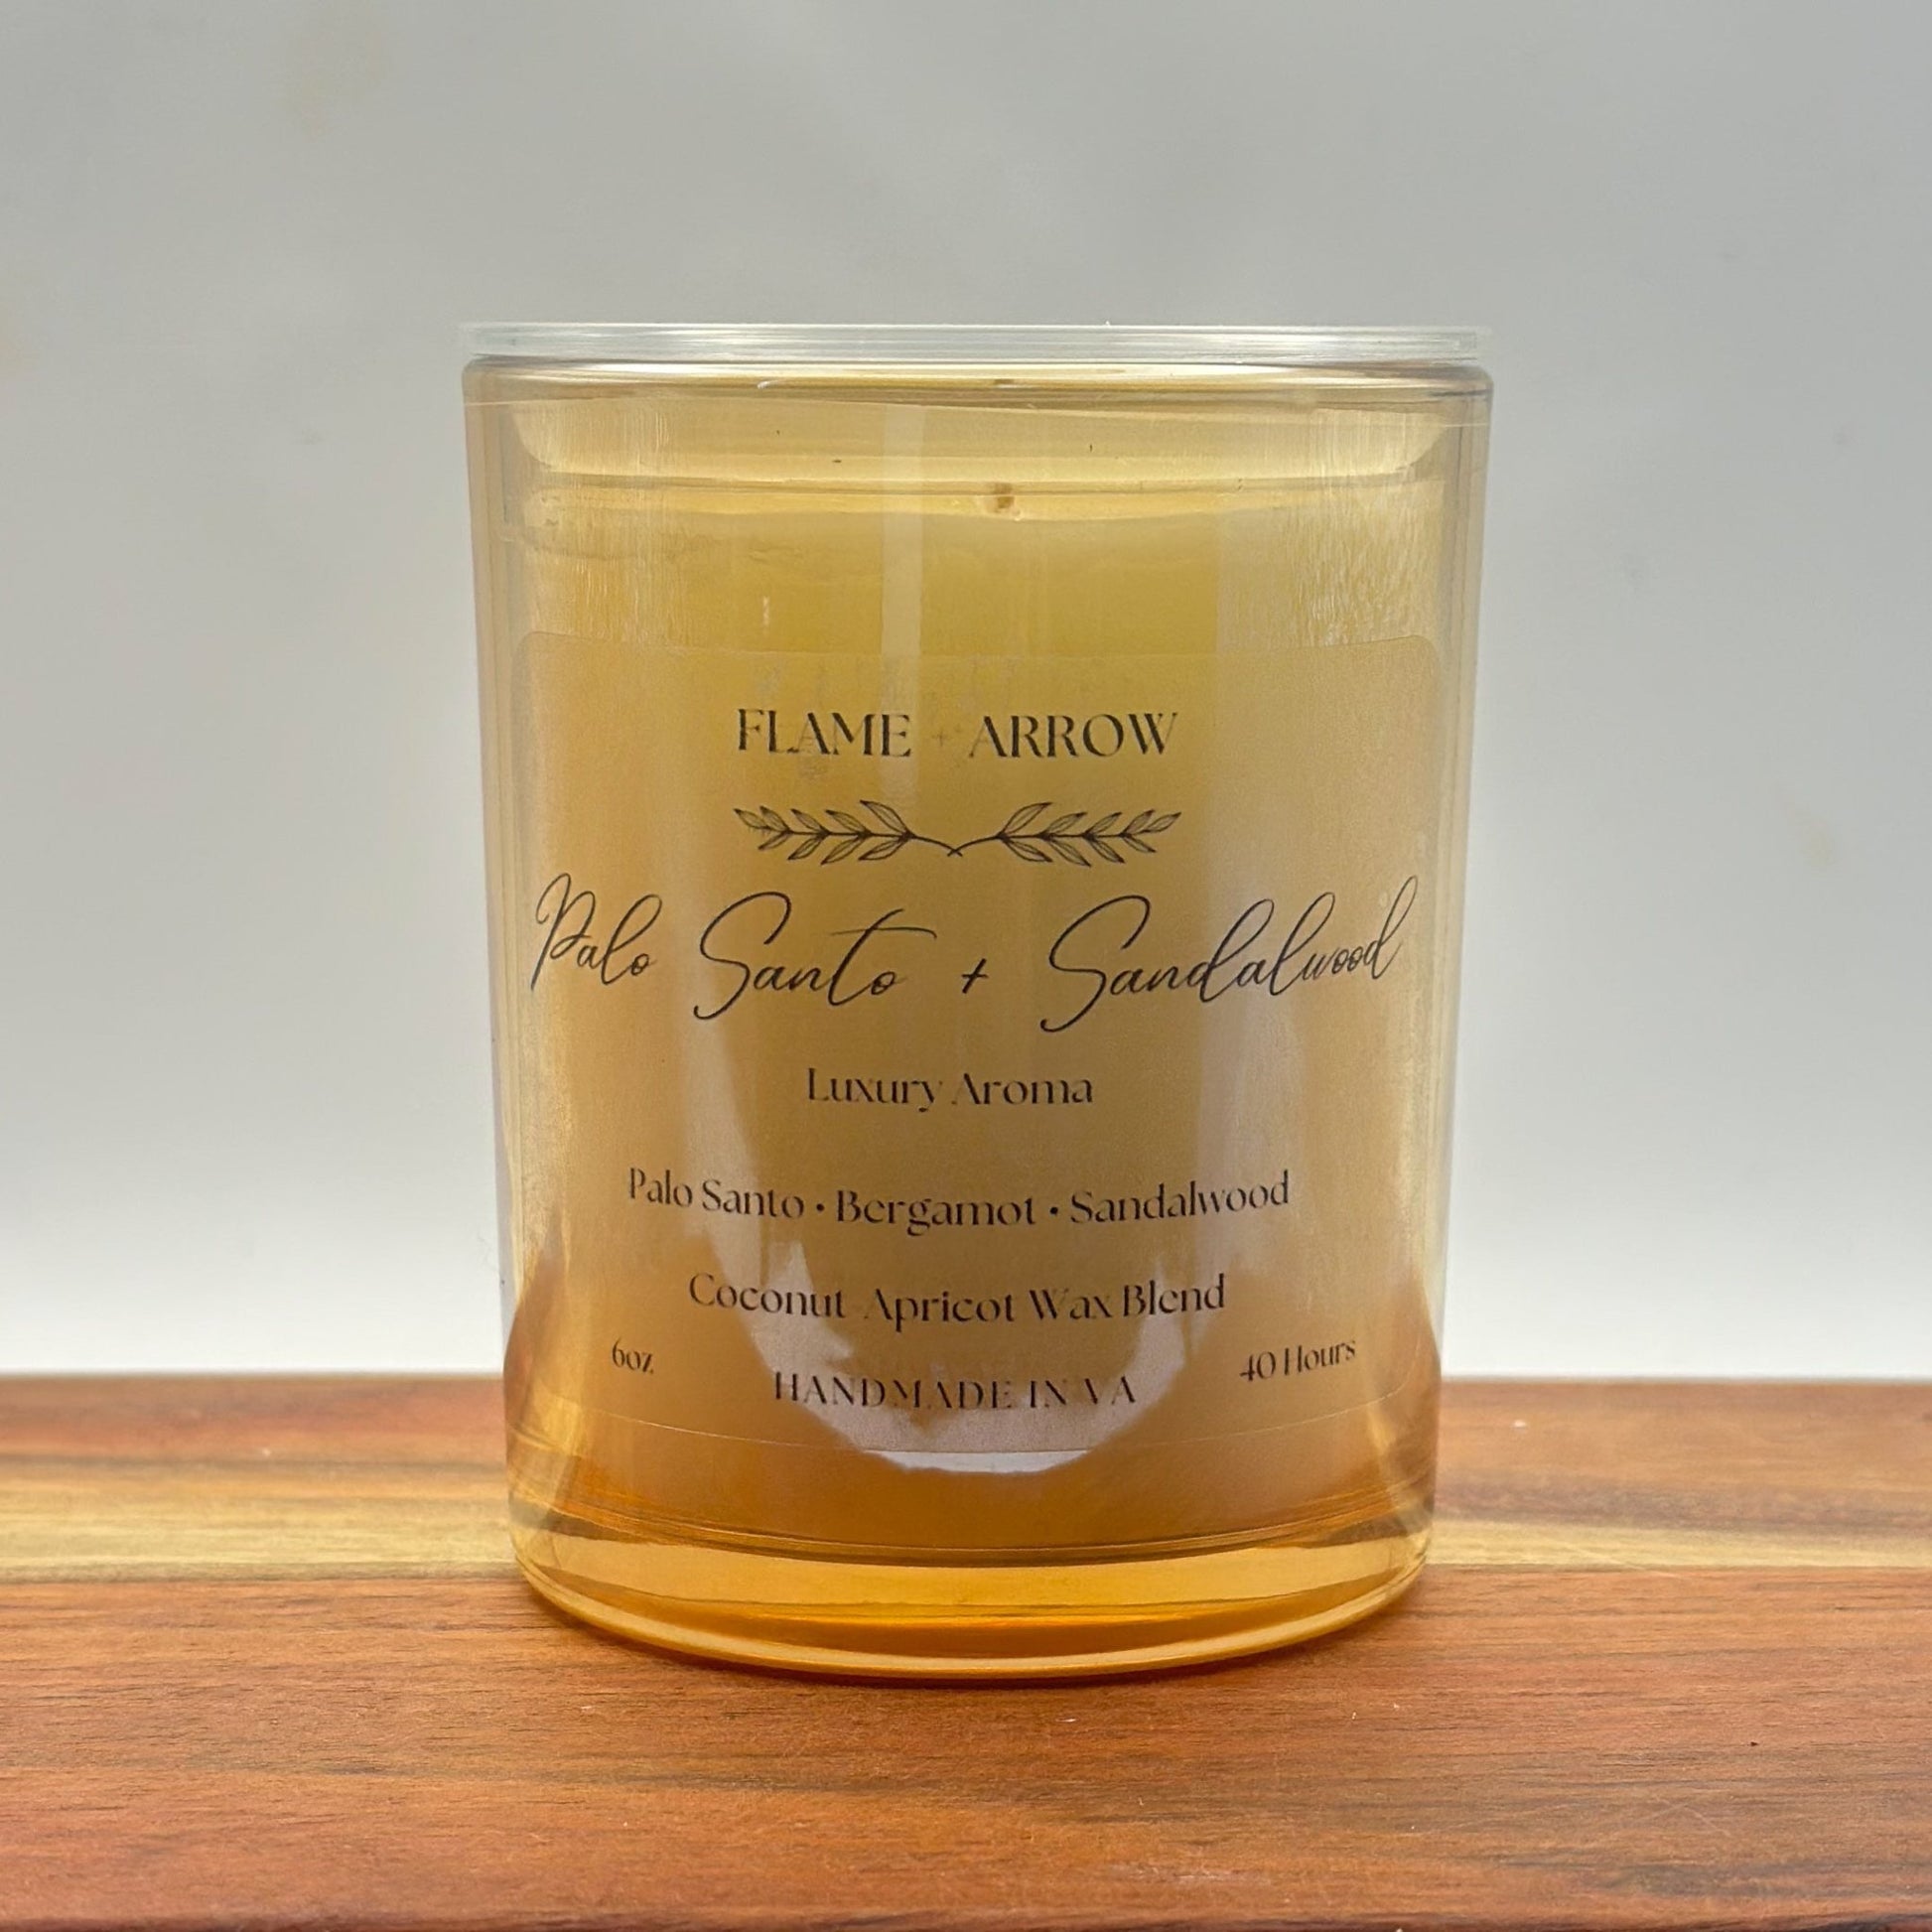 FLAME + ARROW
Palo Santo + Sandalwood
Luxury Aroma
Palo Santo • Bergamot • Sandalwood
Coconut Apricot Wax Blend
6oz
40 Hours
HANDMADE IN VA